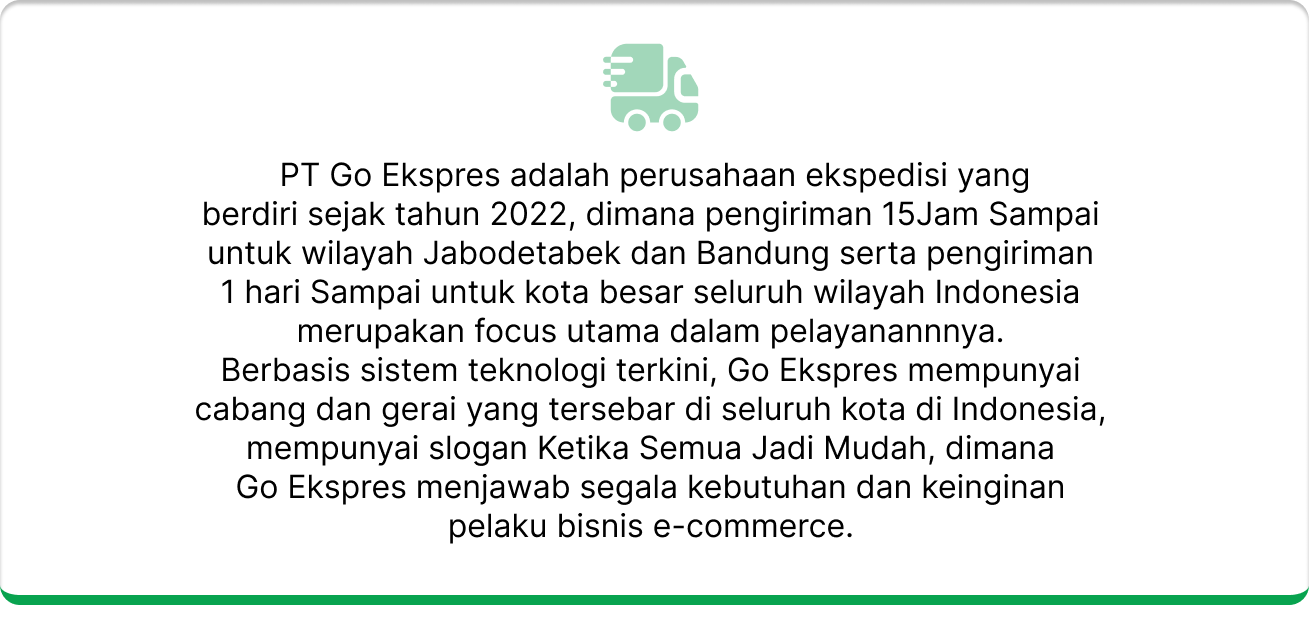 PT Go Ekspres adalah perusahaan ekspedisi yang
berdiri sejak tahun 2022, dimana pengiriman 15Jam Sampai
untuk wilayah Jabodetabek dan Bandung serta pengiriman
1 hari Sampai untuk kota besar seluruh wilayah Indonesia
merupakan focus utama dalam pelayanannnya.
Berbasis sistem teknologi terkini, Go Ekspres mempunyai
cabang dan gerai yang tersebar di seluruh kota di Indonesia,
mempunyai slogan Ketika Semua Jadi Mudah, dimana
Go Ekspres menjawab segala kebutuhan dan keinginan
pelaku bisnis e-commerce.